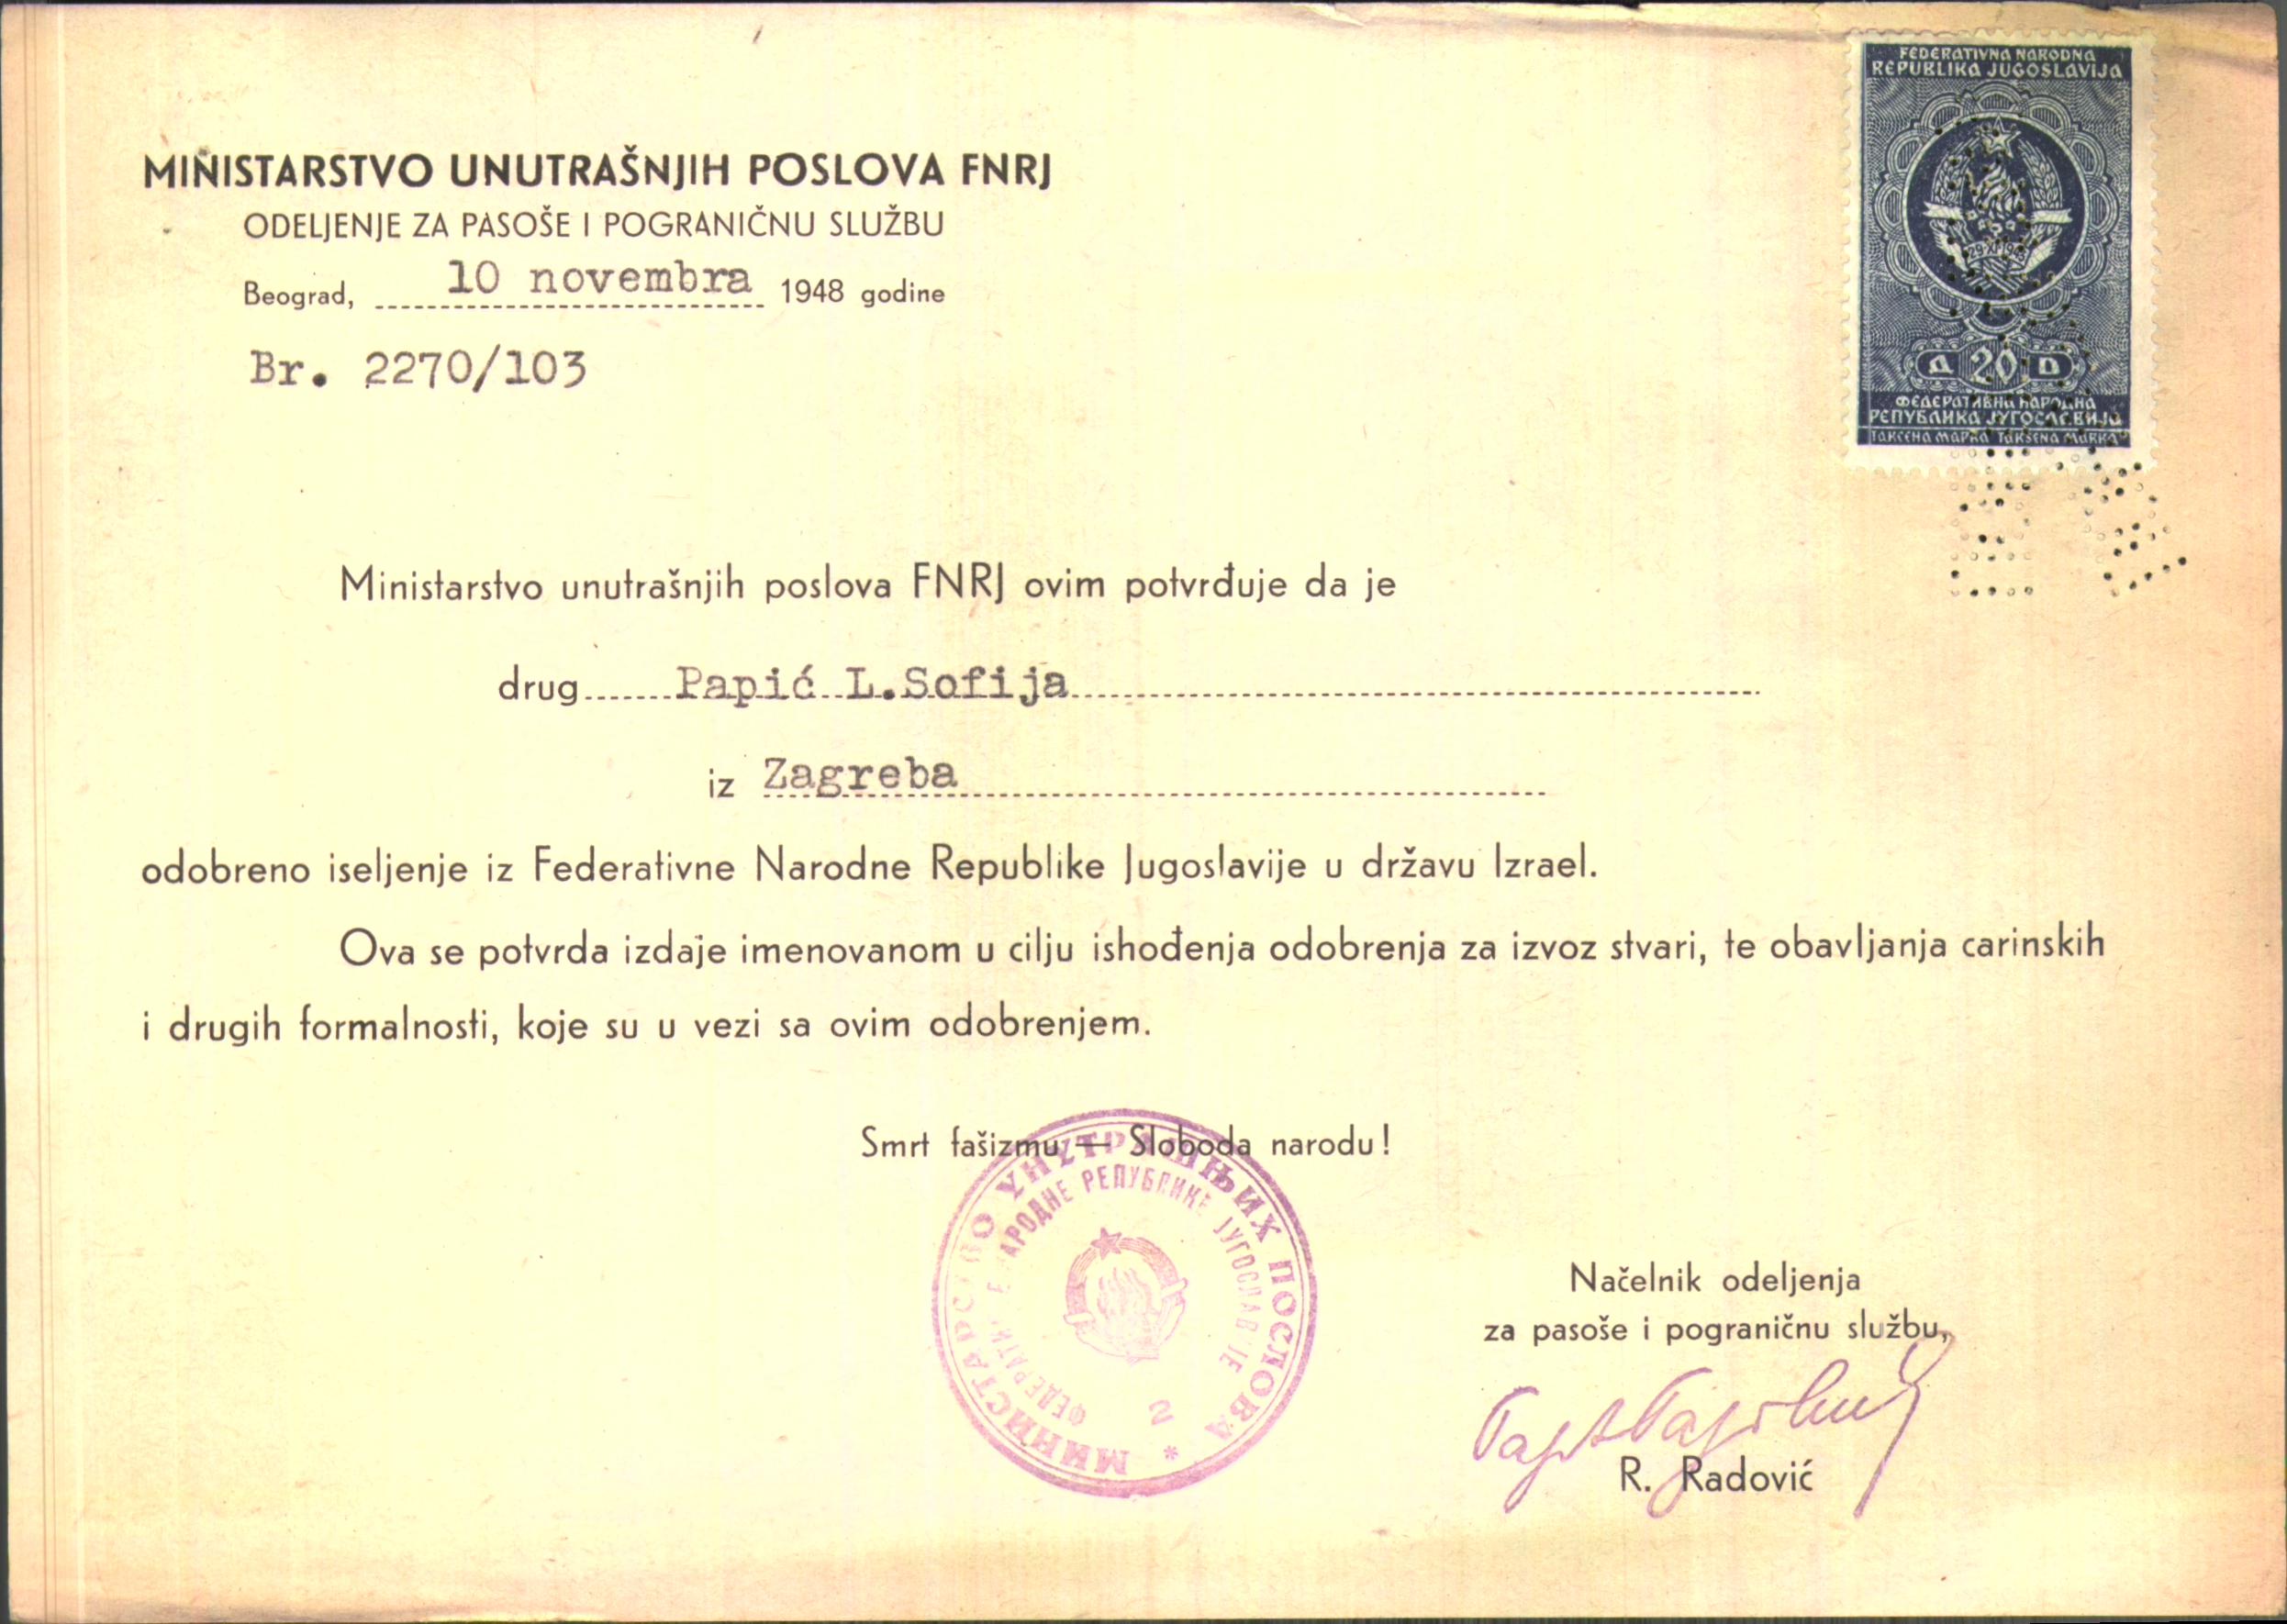 FEDERATIVNA NARODNA
REPUBLIKA JUGOSLAVIJA
29·XI·1943
Д 20 D
ФЕДЕРАТИВНА НАРОДНА
РЕПУБЛИКА ЈУГОСЛАВИЈА
ТАКСЕНА МАРКА TAKSENA MARKA
MINISTARSTVO UNUTRAŠNJIH POSLOVA FNRJ
ODELJENJE ZA PASOŠE I POGRANIČNU SLUŽBU
Beograd, 10 novembra 1948 godine
Br. 2270/103
Ministarstvo unutrašnjih poslova FNRJ ovim potvrđuje da je
drug Papić L.Sofija
iz Zagreba
odobreno iseljenje iz Federativne Narodne Republike Jugoslavije u državu Izrael.
Ova se potvrda izdaje imenovanom u cilju ishođenja odobrenja za izvoz stvari, te obavljanja carinskih
i drugih formalnosti, koje su u vezi sa ovim odobrenjem.
Smrt fašizmu — Sloboda narodu!
МИНИСТАРСТВО УНУТРАШЊИХ ПОСЛОВА *
ФЕДЕРАТИВНЕ НАРОДНЕ РЕПУБЛИКЕ ЈУГОСЛАВИЈЕ
2
Načelnik odeljenja
za pasoše i pograničnu službu,
R. Radović